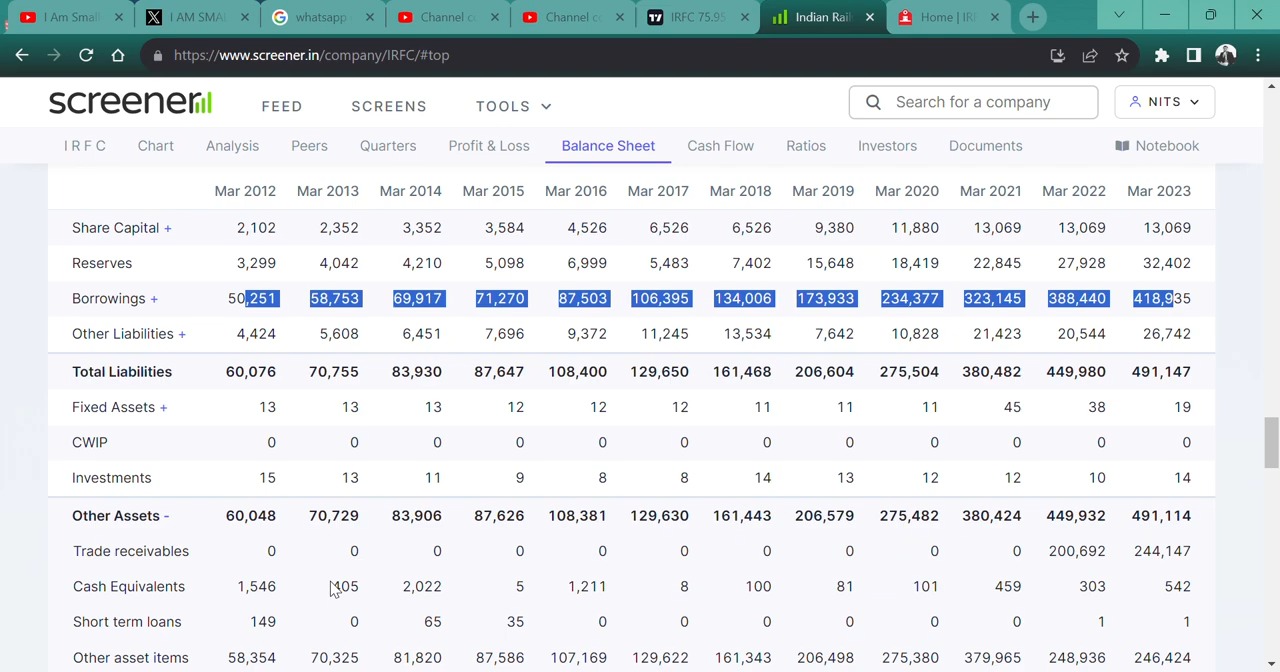 I Am Small
I AM SMAL
whatsapp
Channel co
Channel co
IRFC 75.95
Indian Rail
Home | IRI
https://www.screener.in/company/IRFC/#top
screener
FEED
SCREENS
TOOLS
Search for a company
NITS
IRFC
Chart
Analysis
Peers
Quarters
Profit & Loss
Balance Sheet
Cash Flow
Ratios
Investors
Documents
Notebook
Mar 2012 Mar 2013 Mar 2014 Mar 2015 Mar 2016 Mar 2017 Mar 2018 Mar 2019 Mar 2020 Mar 2021 Mar 2022 Mar 2023
Share Capital + 2,102 2,352 3,352 3,584 4,526 6,526 6,526 9,380 11,880 13,069 13,069 13,069
Reserves 3,299 4,042 4,210 5,098 6,999 5,483 7,402 15,648 18,419 22,845 27,928 32,402
Borrowings + 50,251 58,753 69,917 71,270 87,503 106,395 134,006 173,933 234,377 323,145 388,440 418,935
Other Liabilities + 4,424 5,608 6,451 7,696 9,372 11,245 13,534 7,642 10,828 21,423 20,544 26,742
Total Liabilities 60,076 70,755 83,930 87,647 108,400 129,650 161,468 206,604 275,504 380,482 449,980 491,147
Fixed Assets + 13 13 13 12 12 12 11 11 11 45 38 19
CWIP 0 0 0 0 0 0 0 0 0 0 0 0
Investments 15 13 11 9 8 8 14 13 12 12 10 14
Other Assets - 60,048 70,729 83,906 87,626 108,381 129,630 161,443 206,579 275,482 380,424 449,932 491,114
Trade receivables 0 0 0 0 0 0 0 0 0 0 200,692 244,147
Cash Equivalents 1,546 405 2,022 5 1,211 8 100 81 101 459 303 542
Short term loans 149 0 65 35 0 0 0 0 0 0 1 1
Other asset items 58,354 70,325 81,820 87,586 107,169 129,622 161,343 206,498 275,380 379,965 248,936 246,424